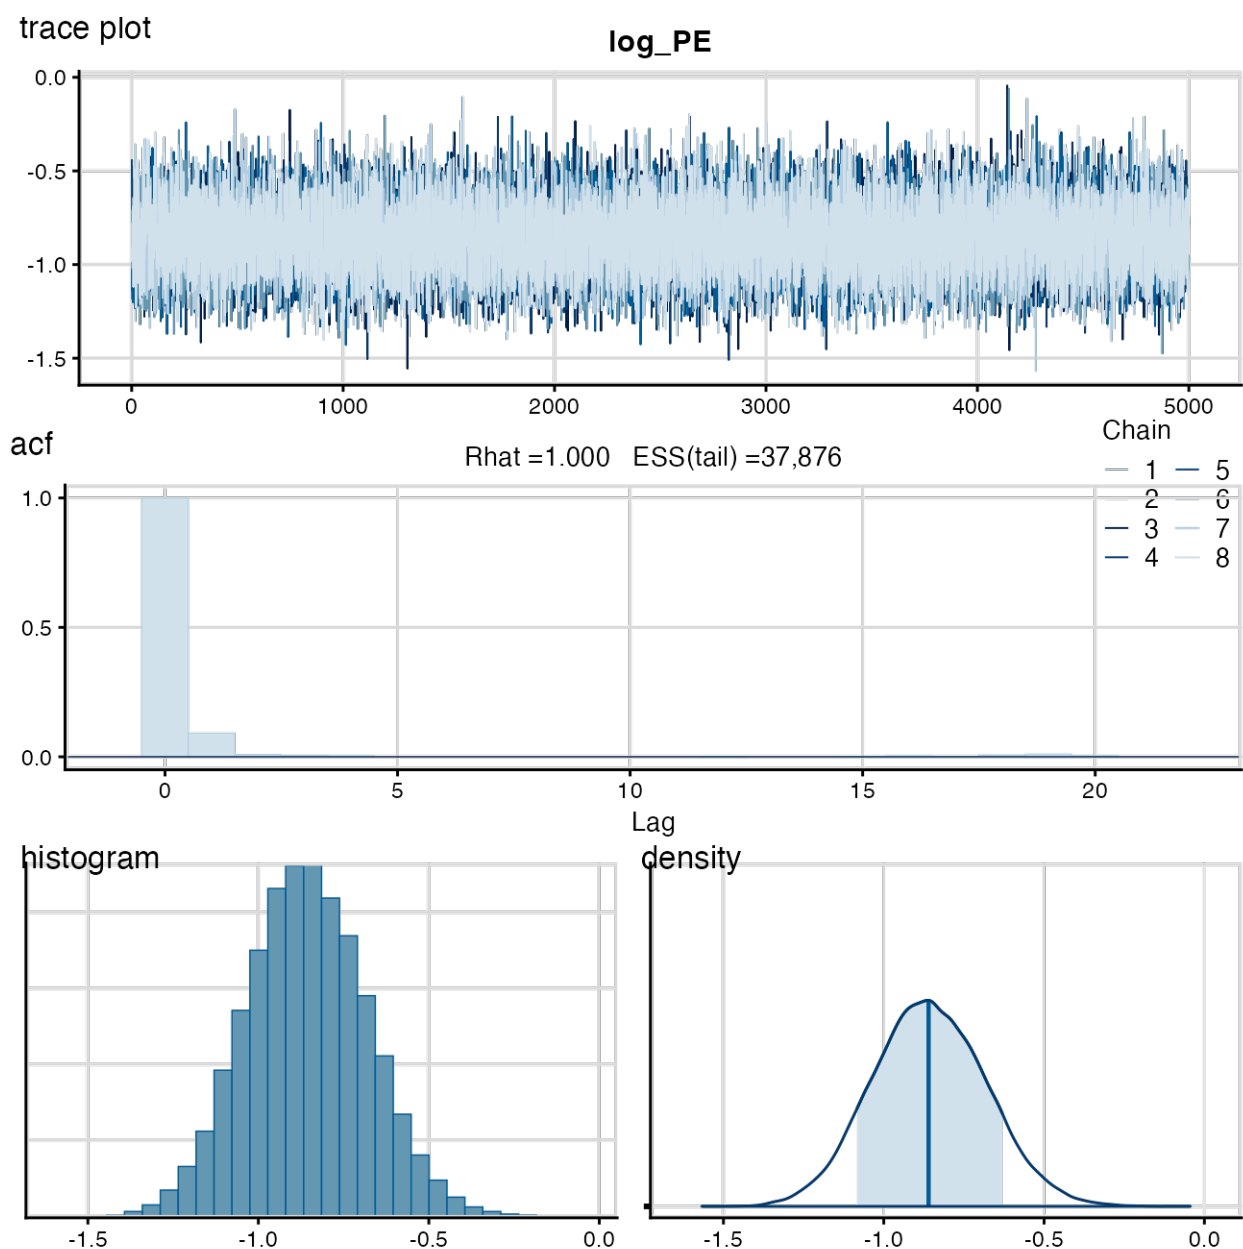 trace plot
log_PE
0.0
-0.5
-1.0
-1.5
0 1000 2000 3000 4000 5000
acf
Rhat =1.000 ESS(tail) =37,876
Chain
1 5
2 6
3 7
4 8
1.0
0.5
0.0
0 5 10 15 20
Lag
histogram
-1.5 -1.0 -0.5 0.0
density
-1.5 -1.0 -0.5 0.0